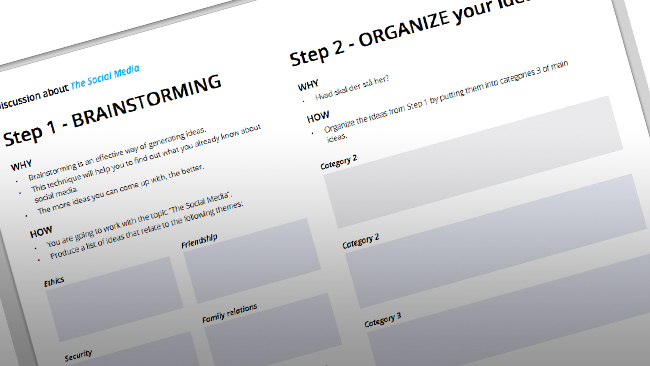 iscussion about The Social Media
Step 1 - BRAINSTORMING
WHY
• Brainstorming is an effective way of generating ideas.
• This technique will help you to find out what you already know about
social media
• The more ideas you can come up with, the better.
HOW
• You are going to work with the topic "The Social Media".
• Produce a list of ideas that relate to the following themes:
Ethics
Friendship
Security
Family relations
Step 2 - ORGANIZE your ide
WHY
• Hvad skal der stå her?
HOW
• Organize the ideas from Step 1 by putting them into categories 3 of main
ideas.
Category 2
Category 2
Category 3